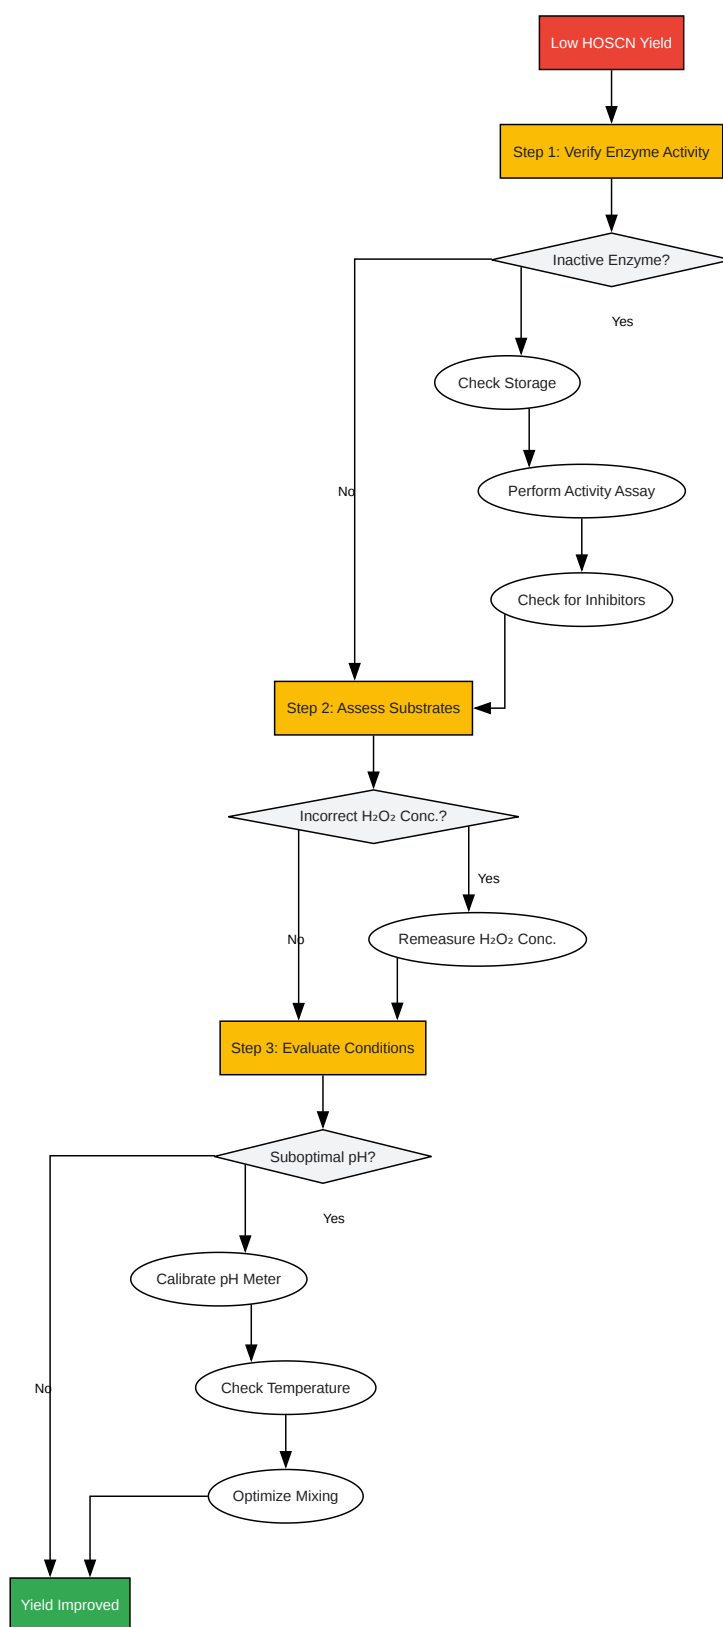 Low HOSCN Yield
Step 1: Verify Enzyme Activity
Inactive Enzyme?
Yes
Check Storage
No
Perform Activity Assay
Check for Inhibitors
Step 2: Assess Substrates
Incorrect H₂O₂ Conc.?
Yes
No
Remeasure H₂O₂ Conc.
Step 3: Evaluate Conditions
Suboptimal pH?
Yes
Calibrate pH Meter
No
Check Temperature
Optimize Mixing
Yield Improved